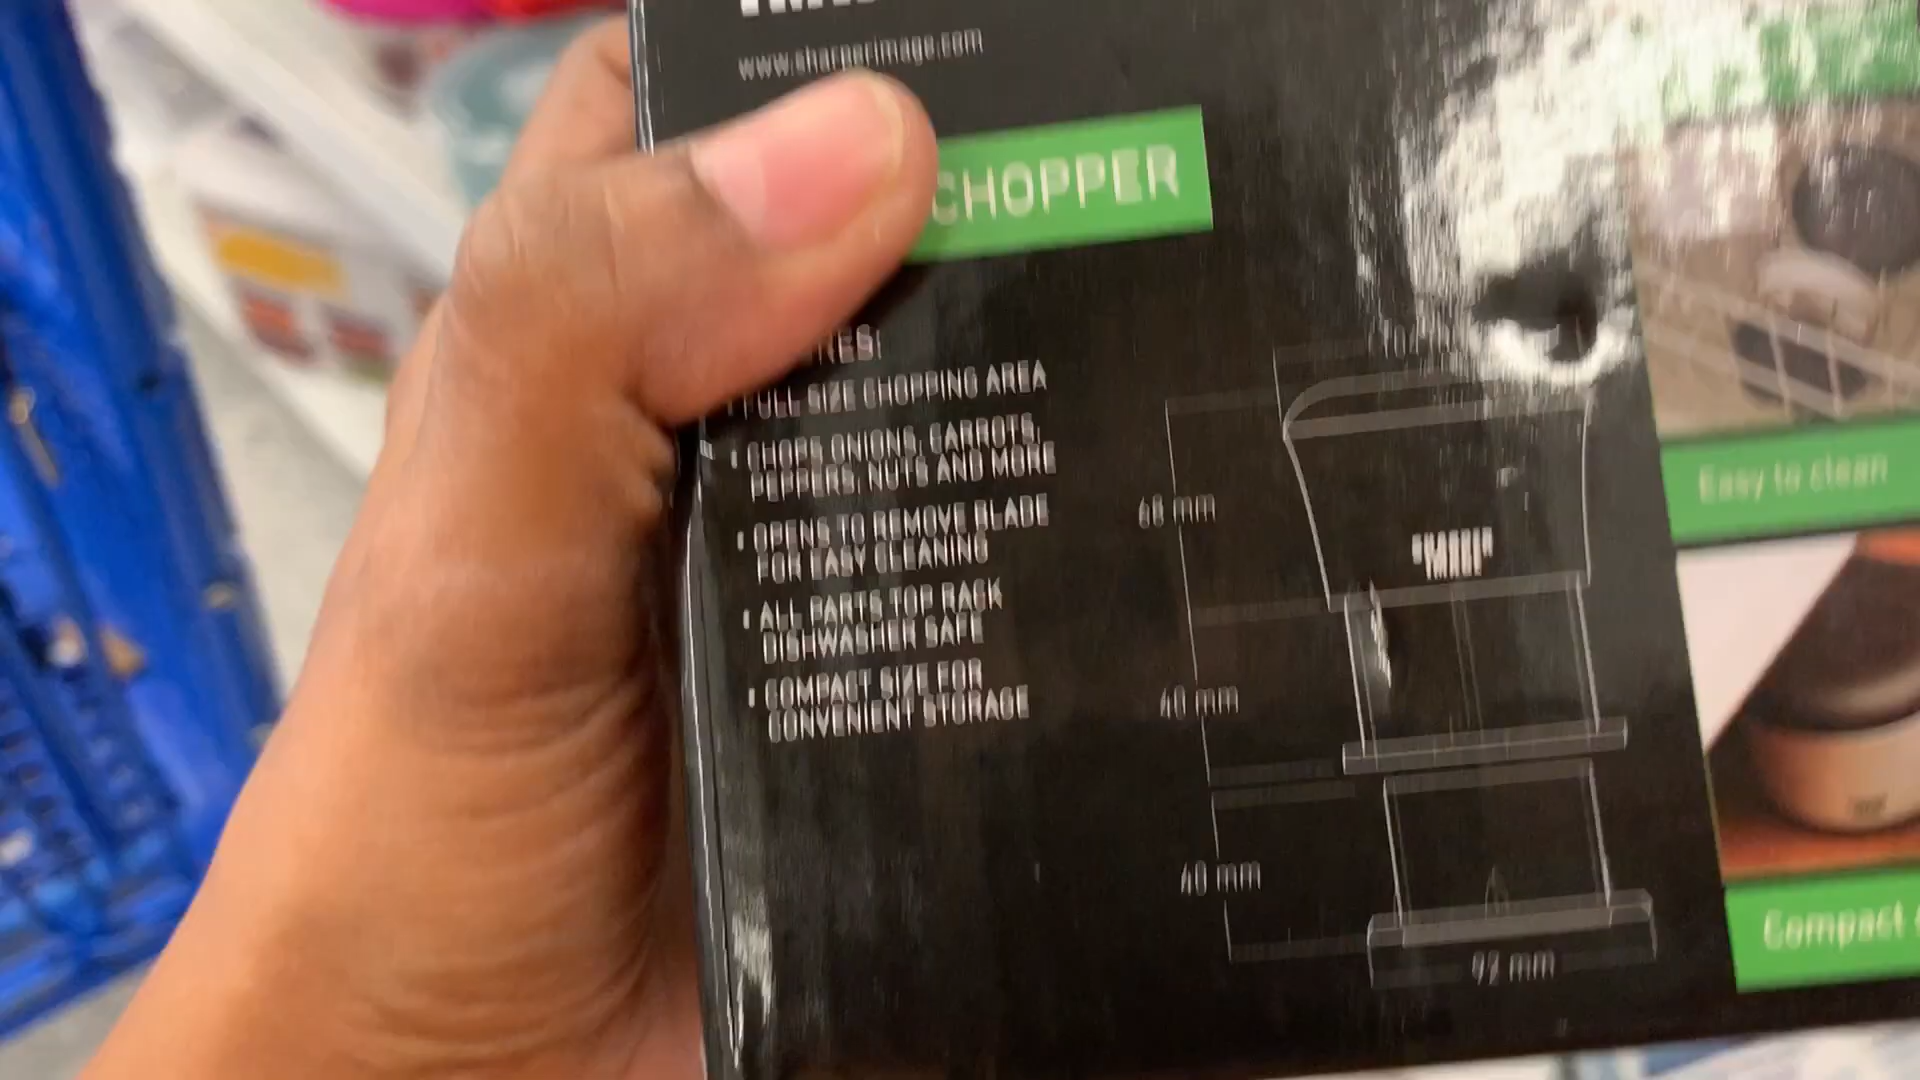 www.sharperimage.com
CHOPPER
FULL SIZE CHOPPING AREA
CHOPS ONIONS, CARROTS,
PEPPERS, NUTS AND MORE
OPENS TO REMOVE BLADE
FOR EASY CLEANING
ALL PARTS TOP RACK
DISHWASHER SAFE
COMPACT SIZE FOR
CONVENIENT STORAGE
68 mm
mm
mm
92 mm
Easy to clean
Compact